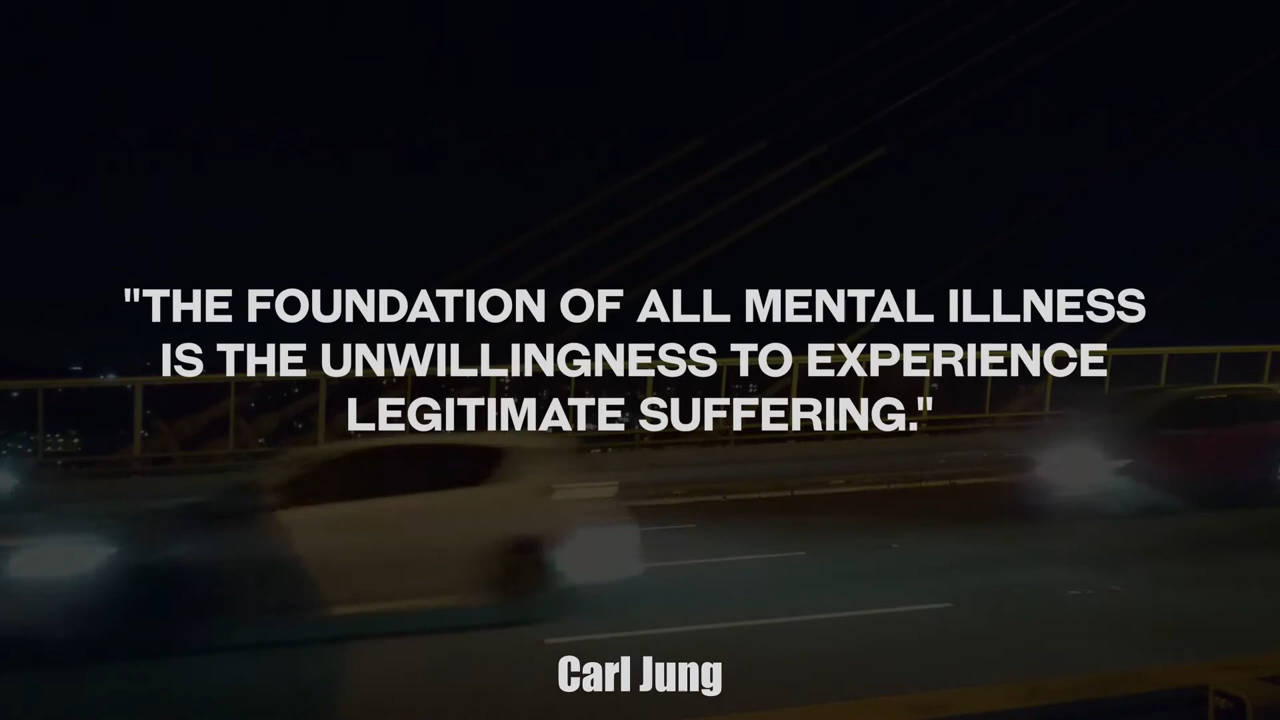 "THE FOUNDATION OF ALL MENTAL ILLNESS
IS THE UNWILLINGNESS TO EXPERIENCE
LEGITIMATE SUFFERING."
Carl Jung